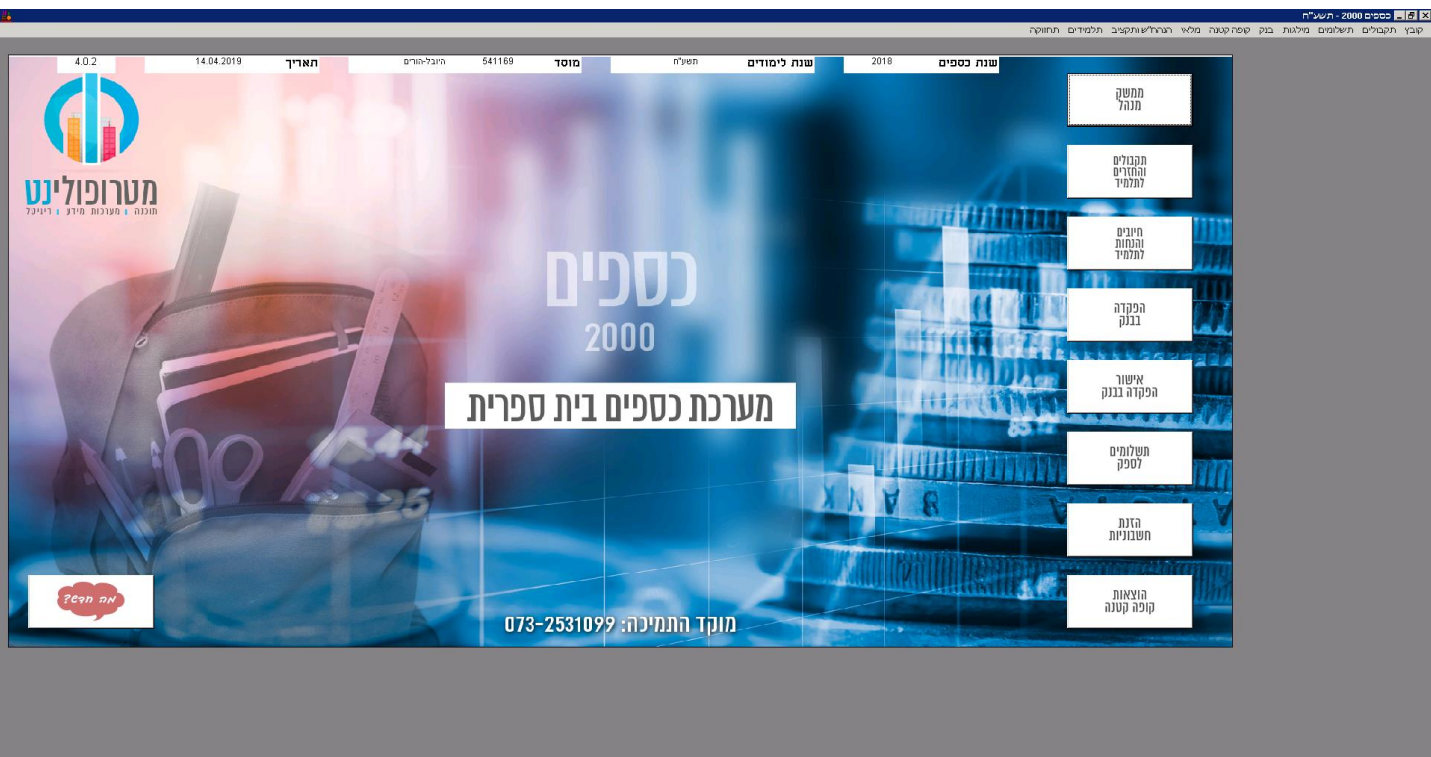 כספים 2000 - תשע"ח
קובץ תקבולים תשלומים מילגות בנק קופה קטנה מלאי הנהח"ש ותקציב תלמידים תחזוקה
שנת כספים 2018 שנת לימודים תשע"ח מוסד 541169 היובל-הורים תאריך 14.04.2019 4.0.2
ממשק
מנהל
תקבולים
והחזרים
לתלמיד
חיובים
והנחות
לתלמיד
הפקדה
בבנק
אישור
הפקדה בבנק
תשלומים
לספק
הזנת
חשבוניות
הוצאות
קופה קטנה
כספים
2000
מערכת כספים בית ספרית
מוקד התמיכה: 073-2531099
מטרופולינט
תוכנה | מערכות מידע | דיגיטל
מה חדש?
BANK